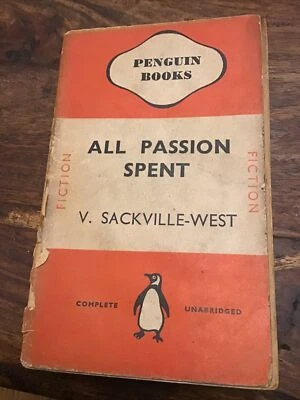 PENGUIN
BOOKS
ALL PASSION
SPENT
FICTION
FICTION
V. SACKVILLE-WEST
COMPLETE
UNABRIDGED